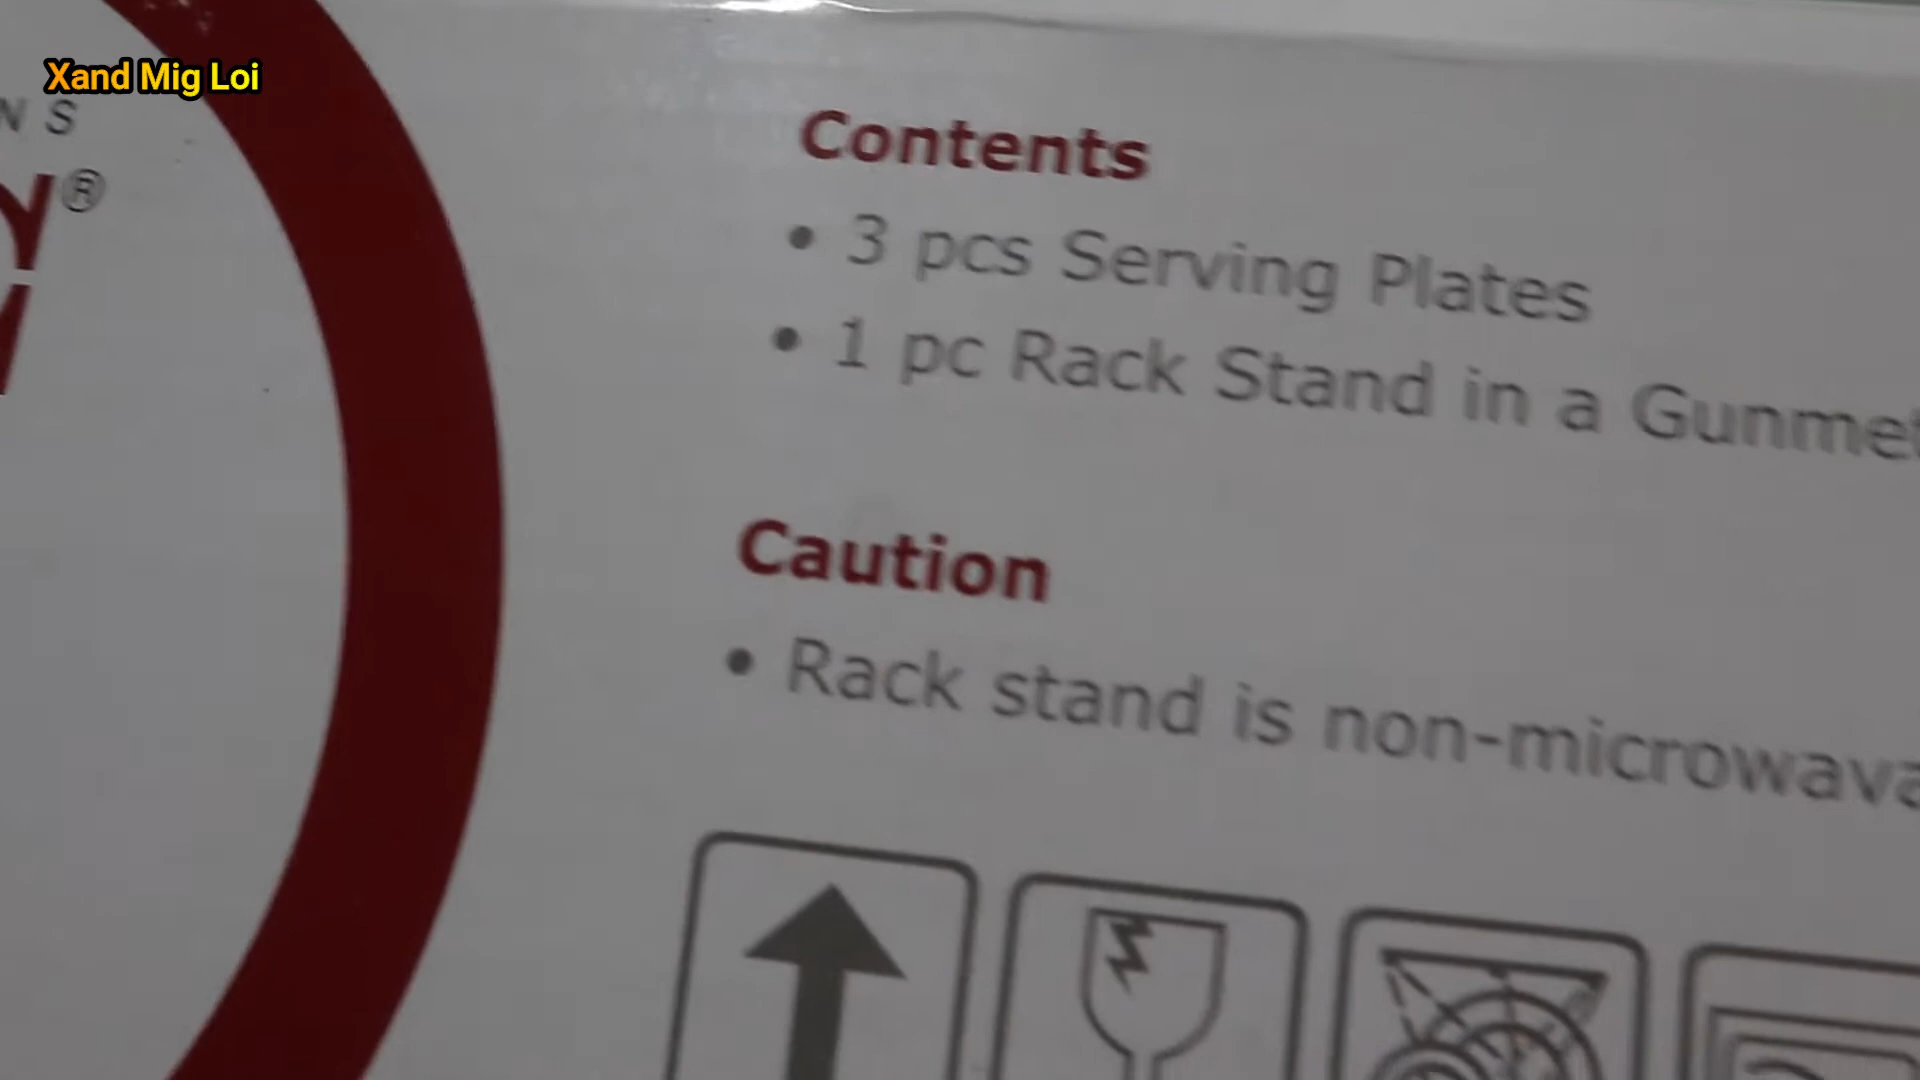 Xand Mig Loi
N S
®
Contents
• 3 pcs Serving Plates
• 1 pc Rack Stand in a Gunmet
Caution
• Rack stand is non-microwava